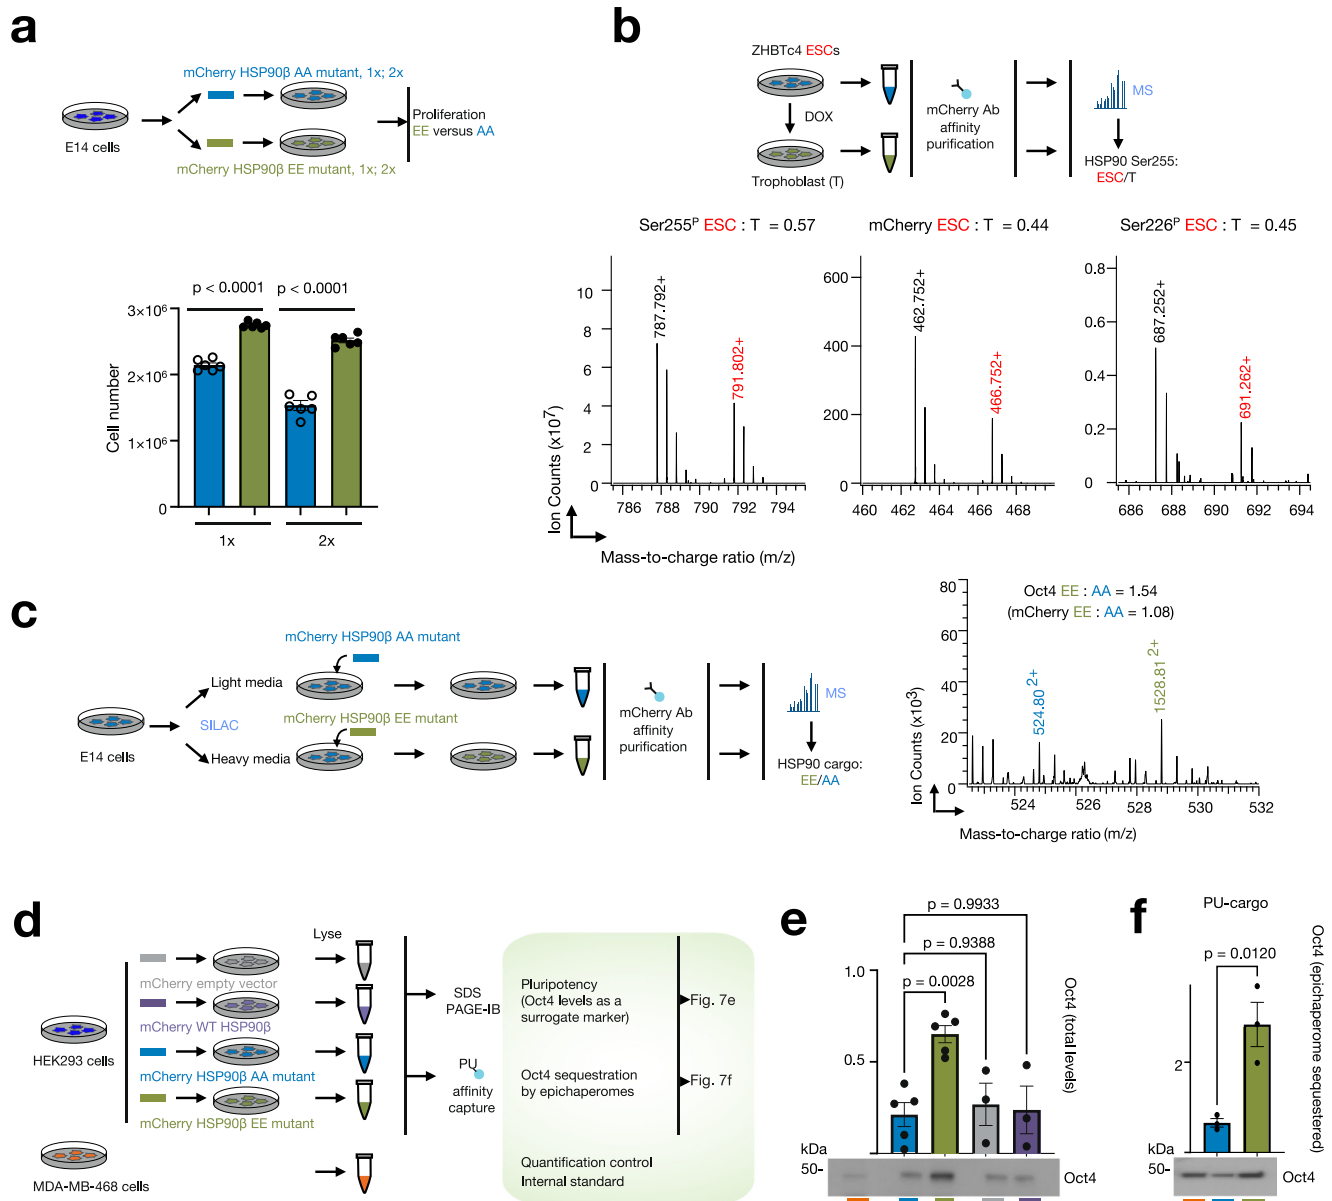 a
mCherry HSP90β AA mutant, 1x; 2x
E14 cells
mCherry HSP90β EE mutant, 1x; 2x
Proliferation
EE versus AA
p < 0.0001
p < 0.0001
Cell number
3×10⁶
2×10⁶
1×10⁶
0
1x
2x
b
ZHBTc4 ESCs
DOX
Trophoblast (T)
mCherry Ab
affinity
purification
MS
HSP90 Ser255:
ESC/T
Ser255ᴾ ESC : T = 0.57
mCherry ESC : T = 0.44
Ser226ᴾ ESC : T = 0.45
Ion Counts (x10⁷)
10
8
6
4
2
0
787.792+
791.802+
786 788 790 792 794
600
400
200
0
462.752+
466.752+
460 462 464 466 468
0.8
0.6
0.4
0.2
0
687.252+
691.262+
686 688 690 692 694
Mass-to-charge ratio (m/z)
c
mCherry HSP90β AA mutant
Light media
SILAC
mCherry HSP90β EE mutant
Heavy media
E14 cells
mCherry Ab
affinity
purification
MS
HSP90 cargo:
EE/AA
Oct4 EE : AA = 1.54
(mCherry EE : AA = 1.08)
Ion Counts (x10³)
80
60
40
20
0
524.80 ²⁺
1528.81 ²⁺
524 526 528 530 532
Mass-to-charge ratio (m/z)
d
Lyse
mCherry empty vector
mCherry WT HSP90β
HEK293 cells
mCherry HSP90β AA mutant
mCherry HSP90β EE mutant
MDA-MB-468 cells
SDS
PAGE-IB
PU
affinity
capture
Pluripotency
(Oct4 levels as a
surrogate marker)
Fig. 7e
Oct4 sequestration
by epichaperomes
Fig. 7f
Quantification control
Internal standard
e
p = 0.9933
p = 0.9388
p = 0.0028
1.0
0.5
Oct4 (total levels)
kDa
50-
Oct4
f
PU-cargo
p = 0.0120
2
Oct4 (epichaperome sequestered)
kDa
50-
Oct4